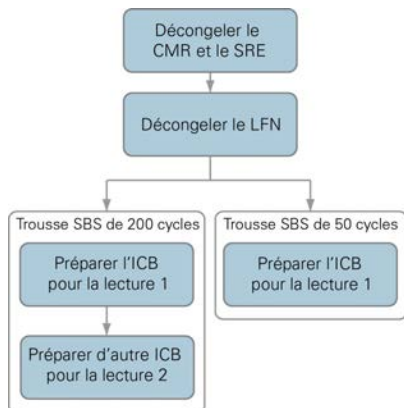 Décongeler le
CMR et le SRE
Décongeler le LFN
Trousse SBS de 200 cycles
Préparer l'ICB
pour la lecture 1
Préparer d'autre ICB
pour la lecture 2
Trousse SBS de 50 cycles
Préparer l'ICB
pour la lecture 1